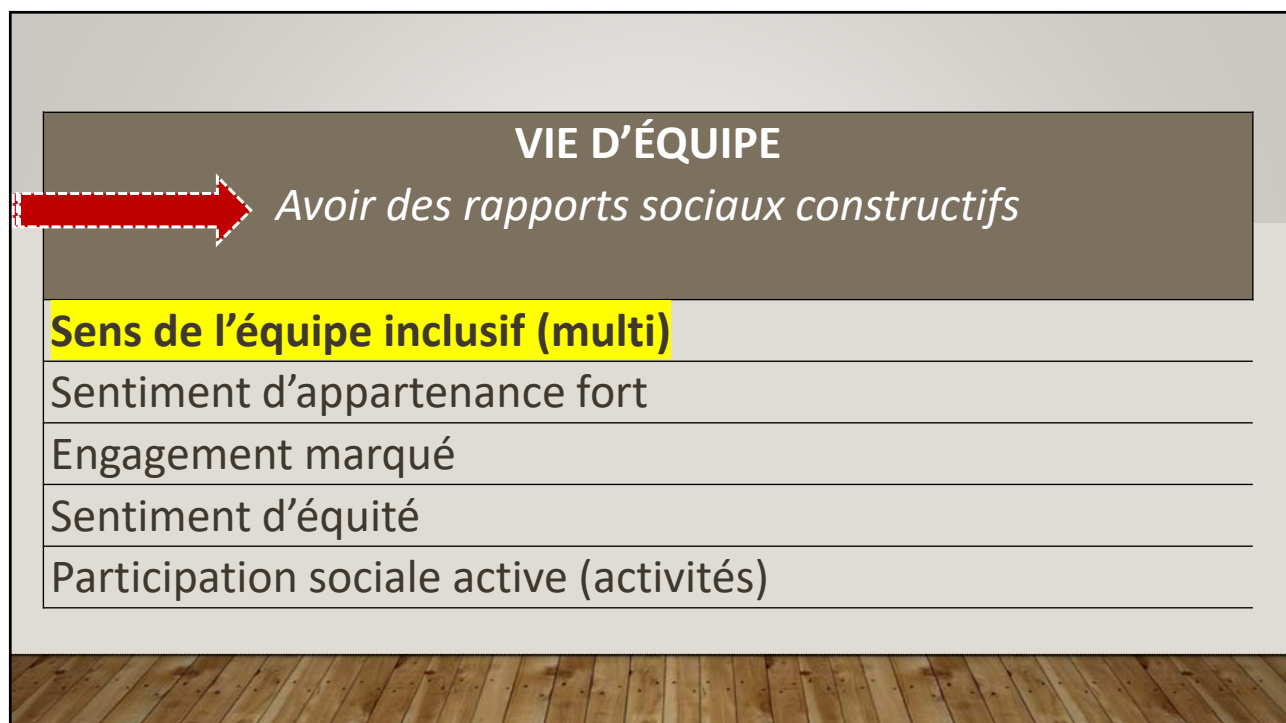 VIE D’ÉQUIPE
Avoir des rapports sociaux constructifs
Sens de l’équipe inclusif (multi)
Sentiment d’appartenance fort
Engagement marqué
Sentiment d’équité
Participation sociale active (activités)